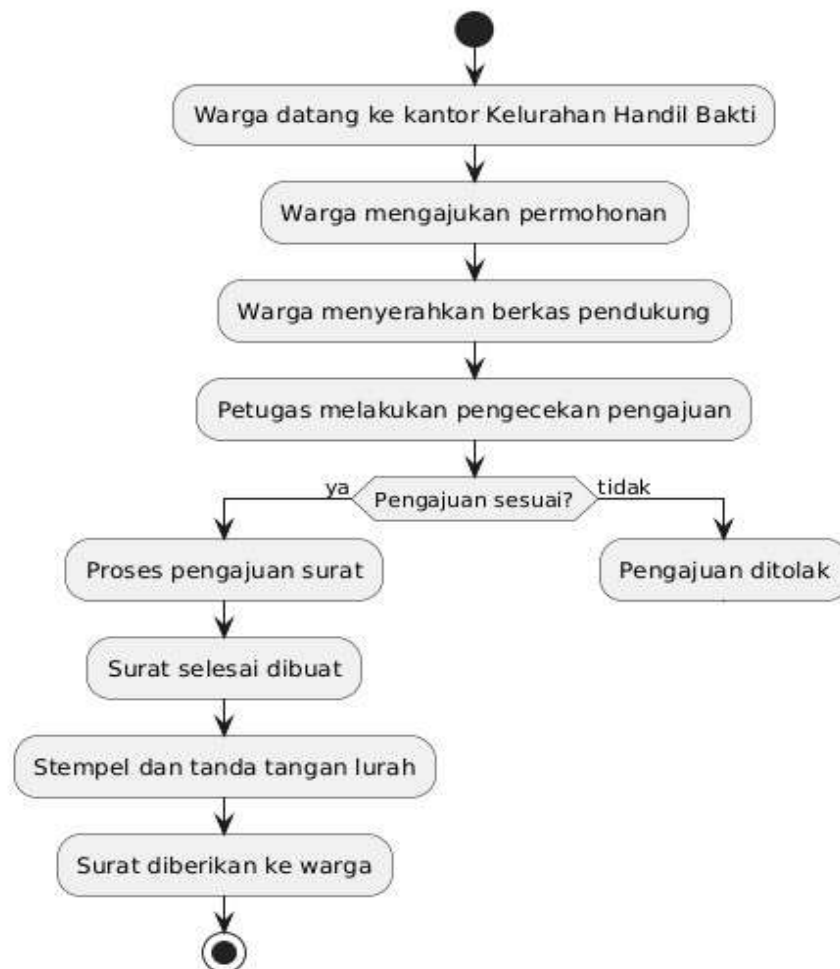 Warga datang ke kantor Kelurahan Handil Bakti
Warga mengajukan permohonan
Warga menyerahkan berkas pendukung
Petugas melakukan pengecekan pengajuan
ya
Pengajuan sesuai?
tidak
Proses pengajuan surat
Pengajuan ditolak
Surat selesai dibuat
Stempel dan tanda tangan lurah
Surat diberikan ke warga